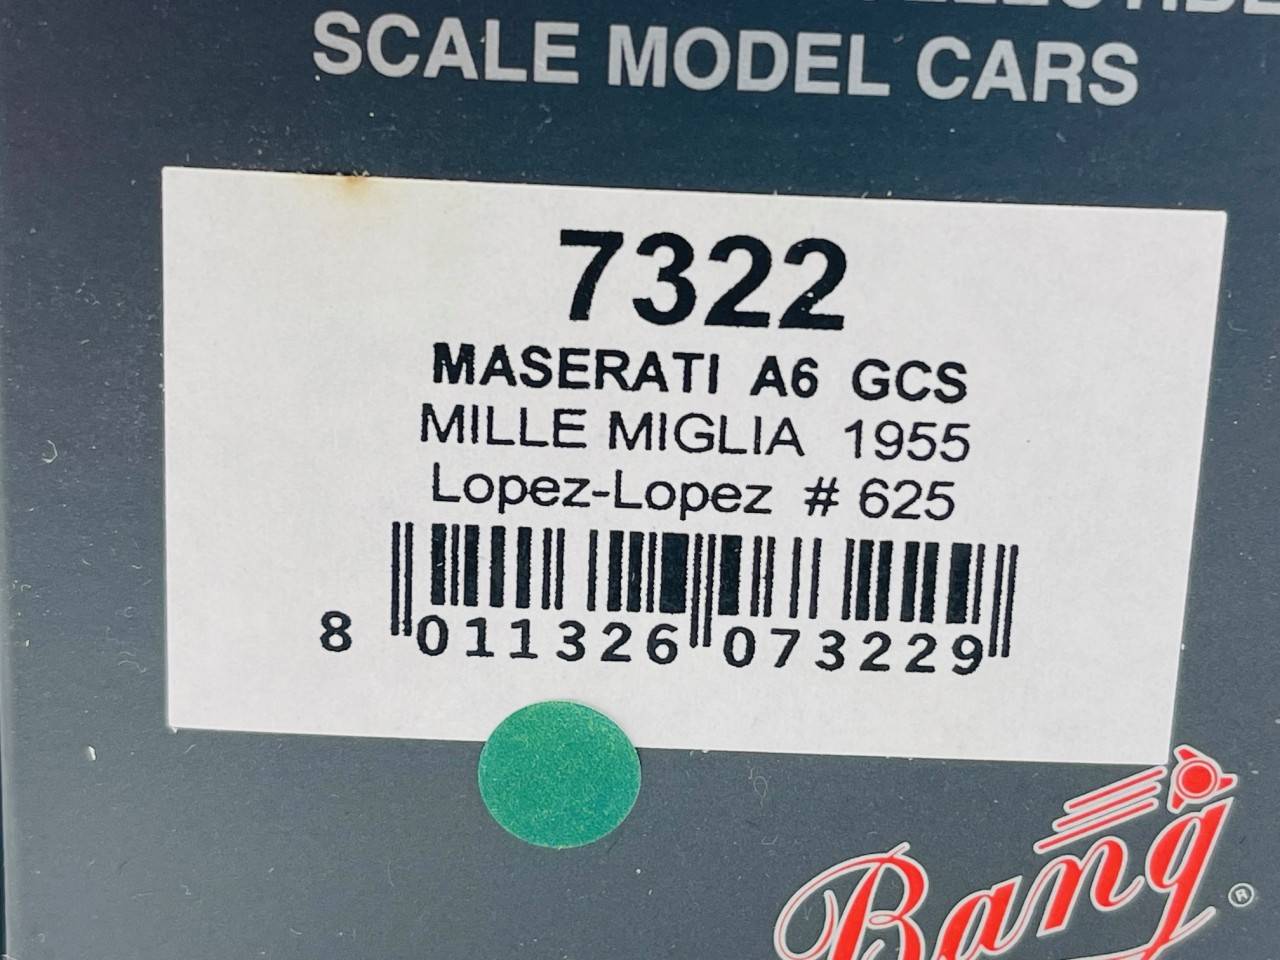 SCALE MODEL CARS
7322
MASERATI A6 GCS
MILLE MIGLIA 1955
Lopez-Lopez # 625
8 011326 073229
Bang ®